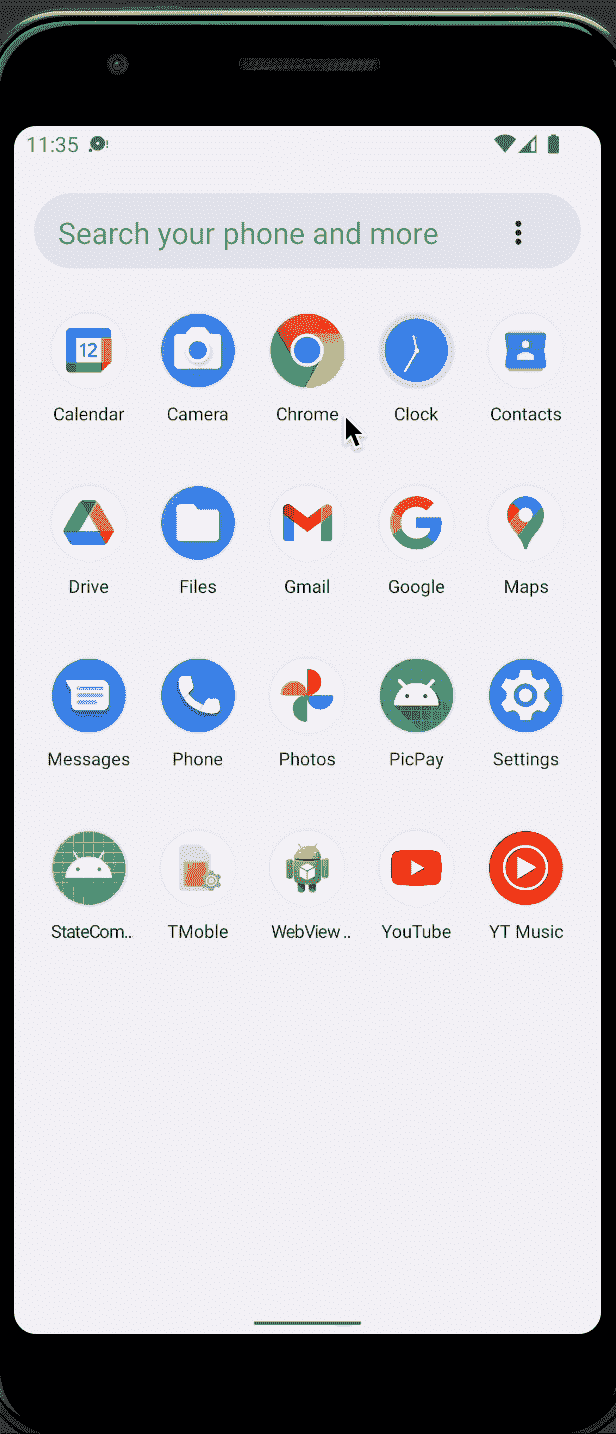 11:35
Search your phone and more
12
Calendar Camera Chrome Clock Contacts
Drive Files Gmail Google Maps
Messages Phone Photos PicPay Settings
StateCom.. TMoble WebView .. YouTube YT Music